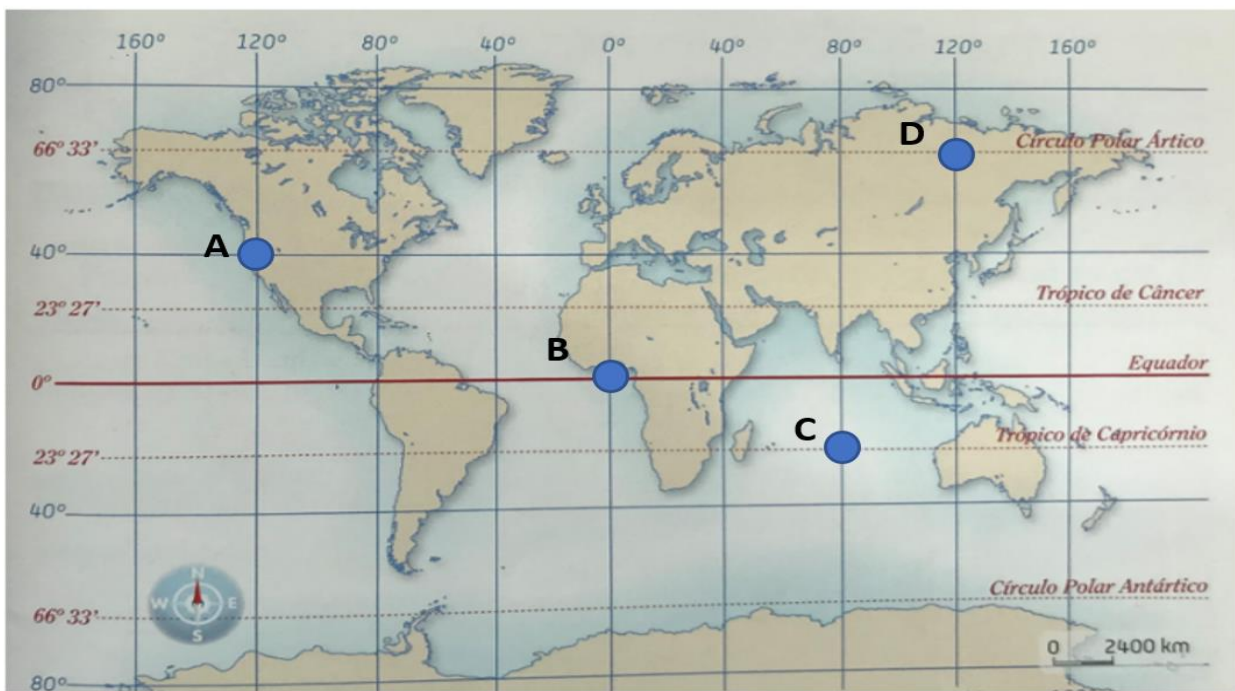 160° 120° 80° 40° 0° 40° 80° 120° 160°
80°
D
66° 33'
Círculo Polar Ártico
A
40°
Trópico de Câncer
23° 27'
B
Equador
0°
C
Trópico de Capricórnio
23° 27'
40°
N
W E
S
Círculo Polar Antártico
66° 33'
0 2400 km
80°